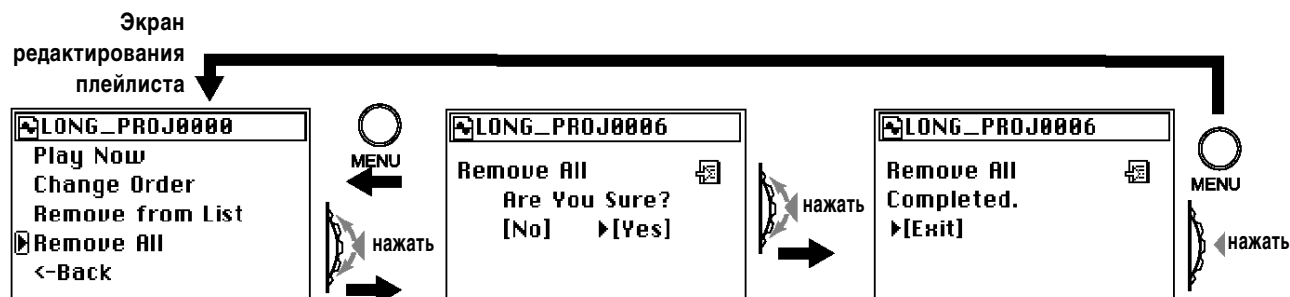 Экран
редактирования
плейлиста
LONG_PROJ0000
Play Now
Change Order
Remove from List
Remove All
<-Back
MENU
нажать
LONG_PROJ0006
Remove All
Are You Sure?
[No] [Yes]
нажать
LONG_PROJ0006
Remove All
Completed.
[Exit]
MENU
нажать